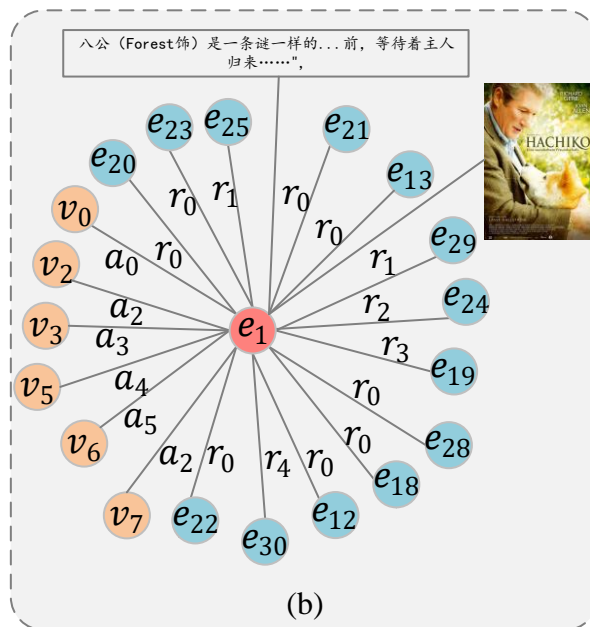 八公（Forest饰）是一条谜一样的...前，等待着主人
归来……",
e23
e25
e21
e20
e13
v0
r0
r1
r0
r0
e29
r0
a0
r1
v2
a2
r2
e24
v3
a3
e1
r3
e19
v5
a4
r0
e28
v6
a5
r0
a2
r0
r4
r0
e18
v7
e22
e30
e12
HACHIKO
(b)